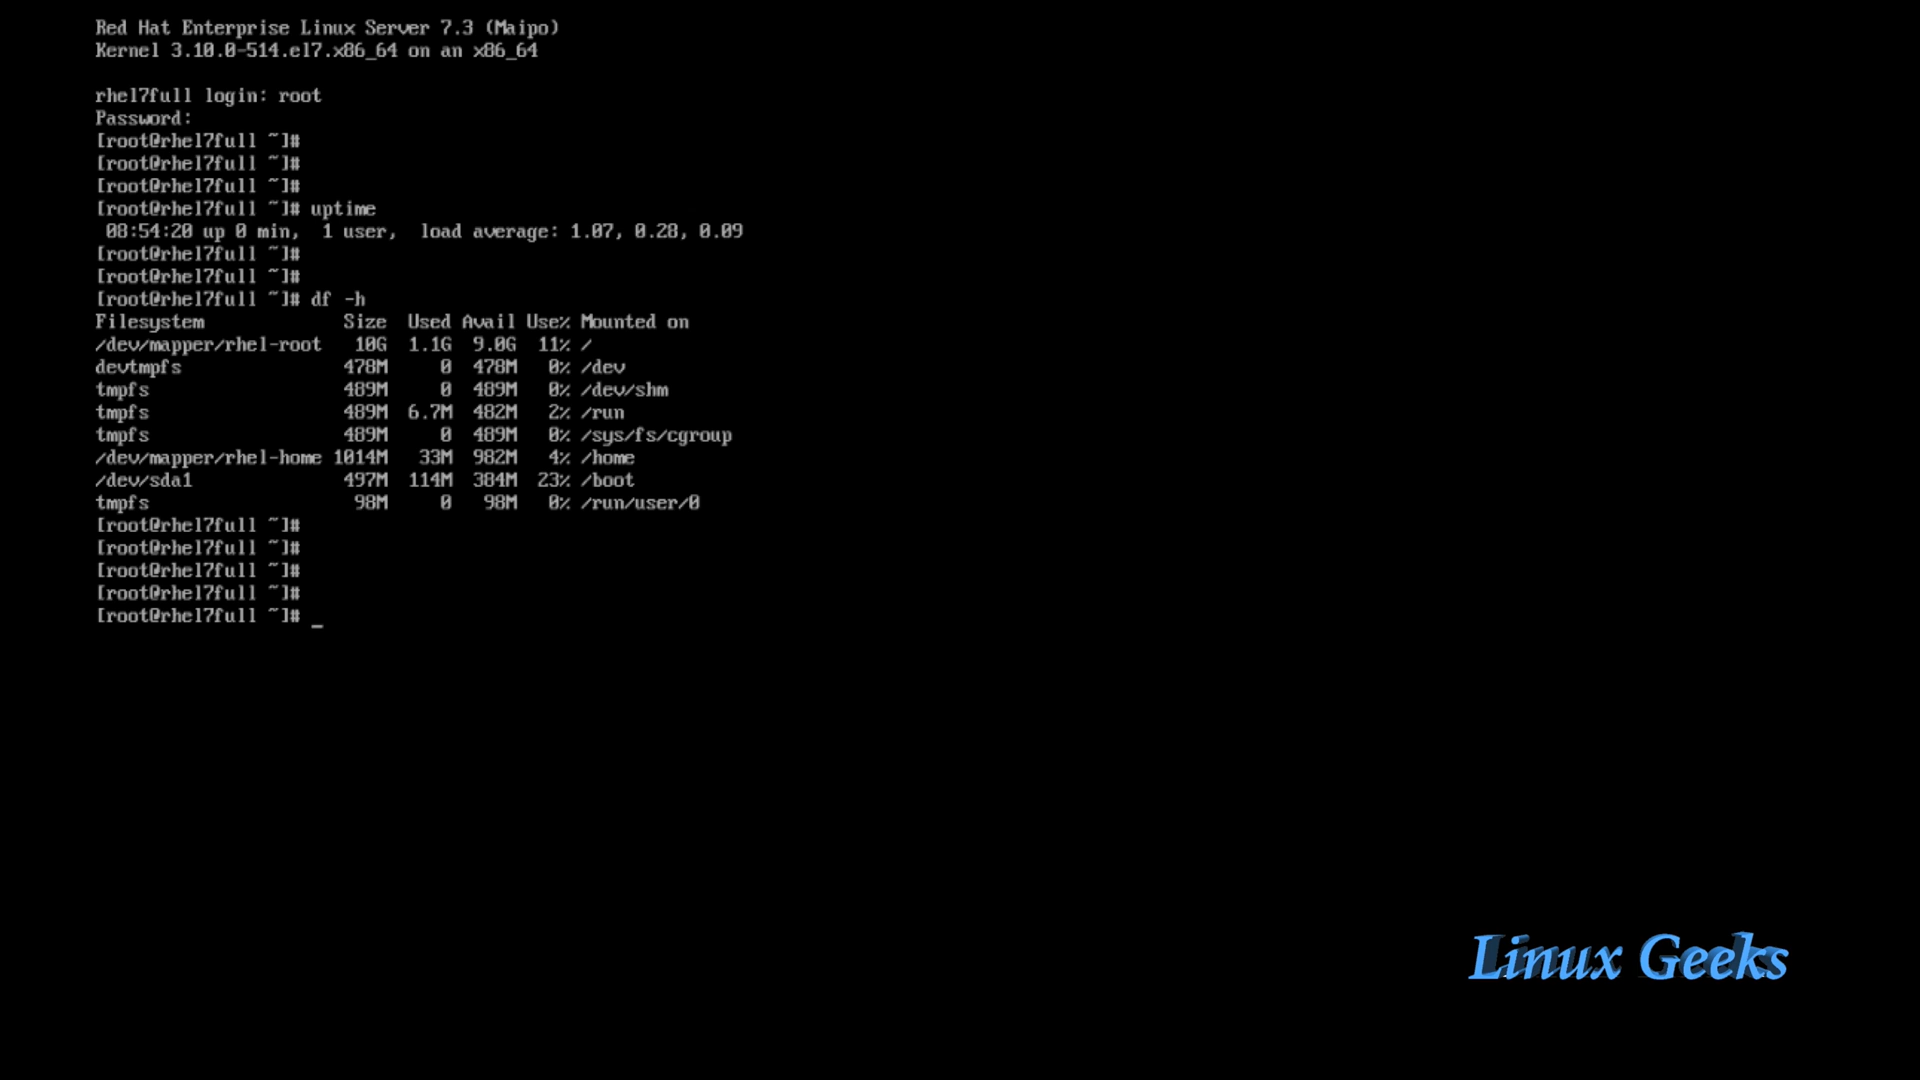 Red Hat Enterprise Linux Server 7.3 (Maipo)
Kernel 3.10.0-514.el7.x86_64 on an x86_64
rhel7full login: root
Password:
[root@rhel7full ~]#
[root@rhel7full ~]#
[root@rhel7full ~]#
[root@rhel7full ~]# uptime
 08:54:20 up 0 min,  1 user,  load average: 1.07, 0.28, 0.09
[root@rhel7full ~]#
[root@rhel7full ~]#
[root@rhel7full ~]# df -h
Filesystem             Size  Used Avail Use% Mounted on
/dev/mapper/rhel-root   10G  1.1G  9.0G  11% /
devtmpfs               478M     0  478M   0% /dev
tmpfs                  489M     0  489M   0% /dev/shm
tmpfs                  489M  6.7M  482M   2% /run
tmpfs                  489M     0  489M   0% /sys/fs/cgroup
/dev/mapper/rhel-home 1014M   33M  982M   4% /home
/dev/sda1              497M  114M  384M  23% /boot
tmpfs                   98M     0   98M   0% /run/user/0
[root@rhel7full ~]#
[root@rhel7full ~]#
[root@rhel7full ~]#
[root@rhel7full ~]#
[root@rhel7full ~]# _
Linux Geeks